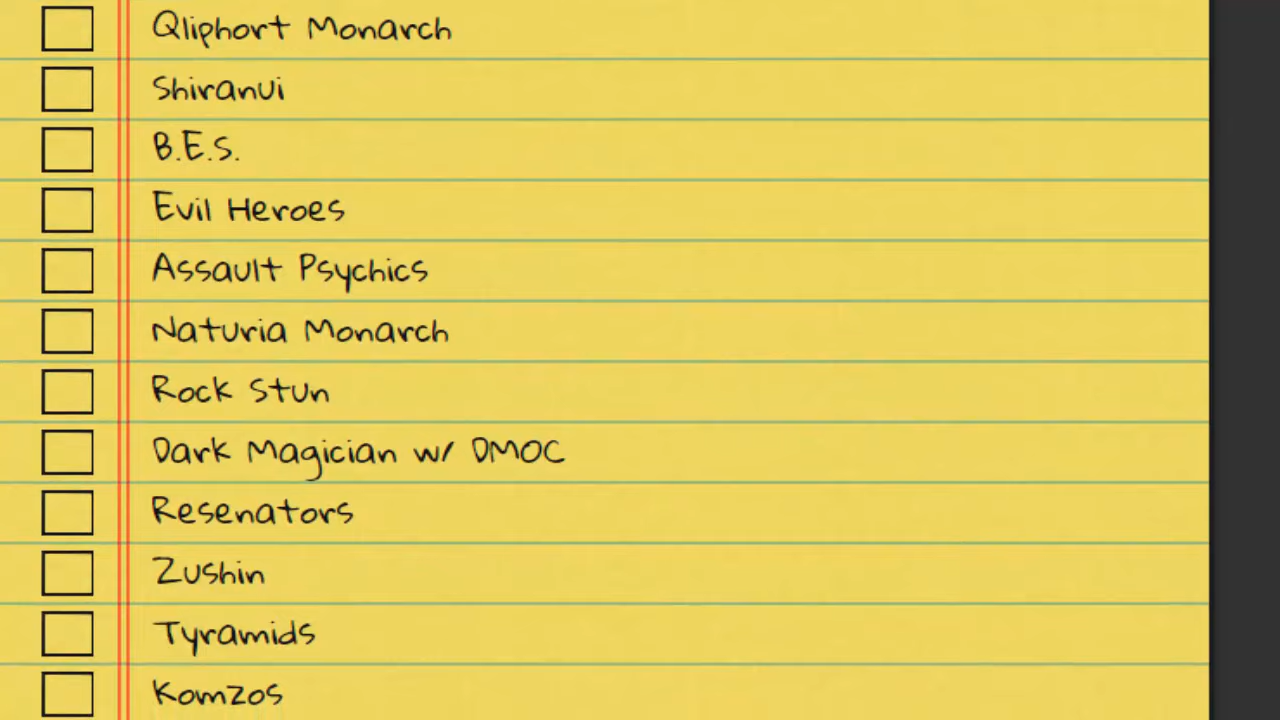 Qliphort Monarch
Shiranui
B.E.S.
Evil Heroes
Assault Psychics
Naturia Monarch
Rock Stun
Dark Magician w/ DMOC
Resenators
Zushin
Tyramids
Komzos